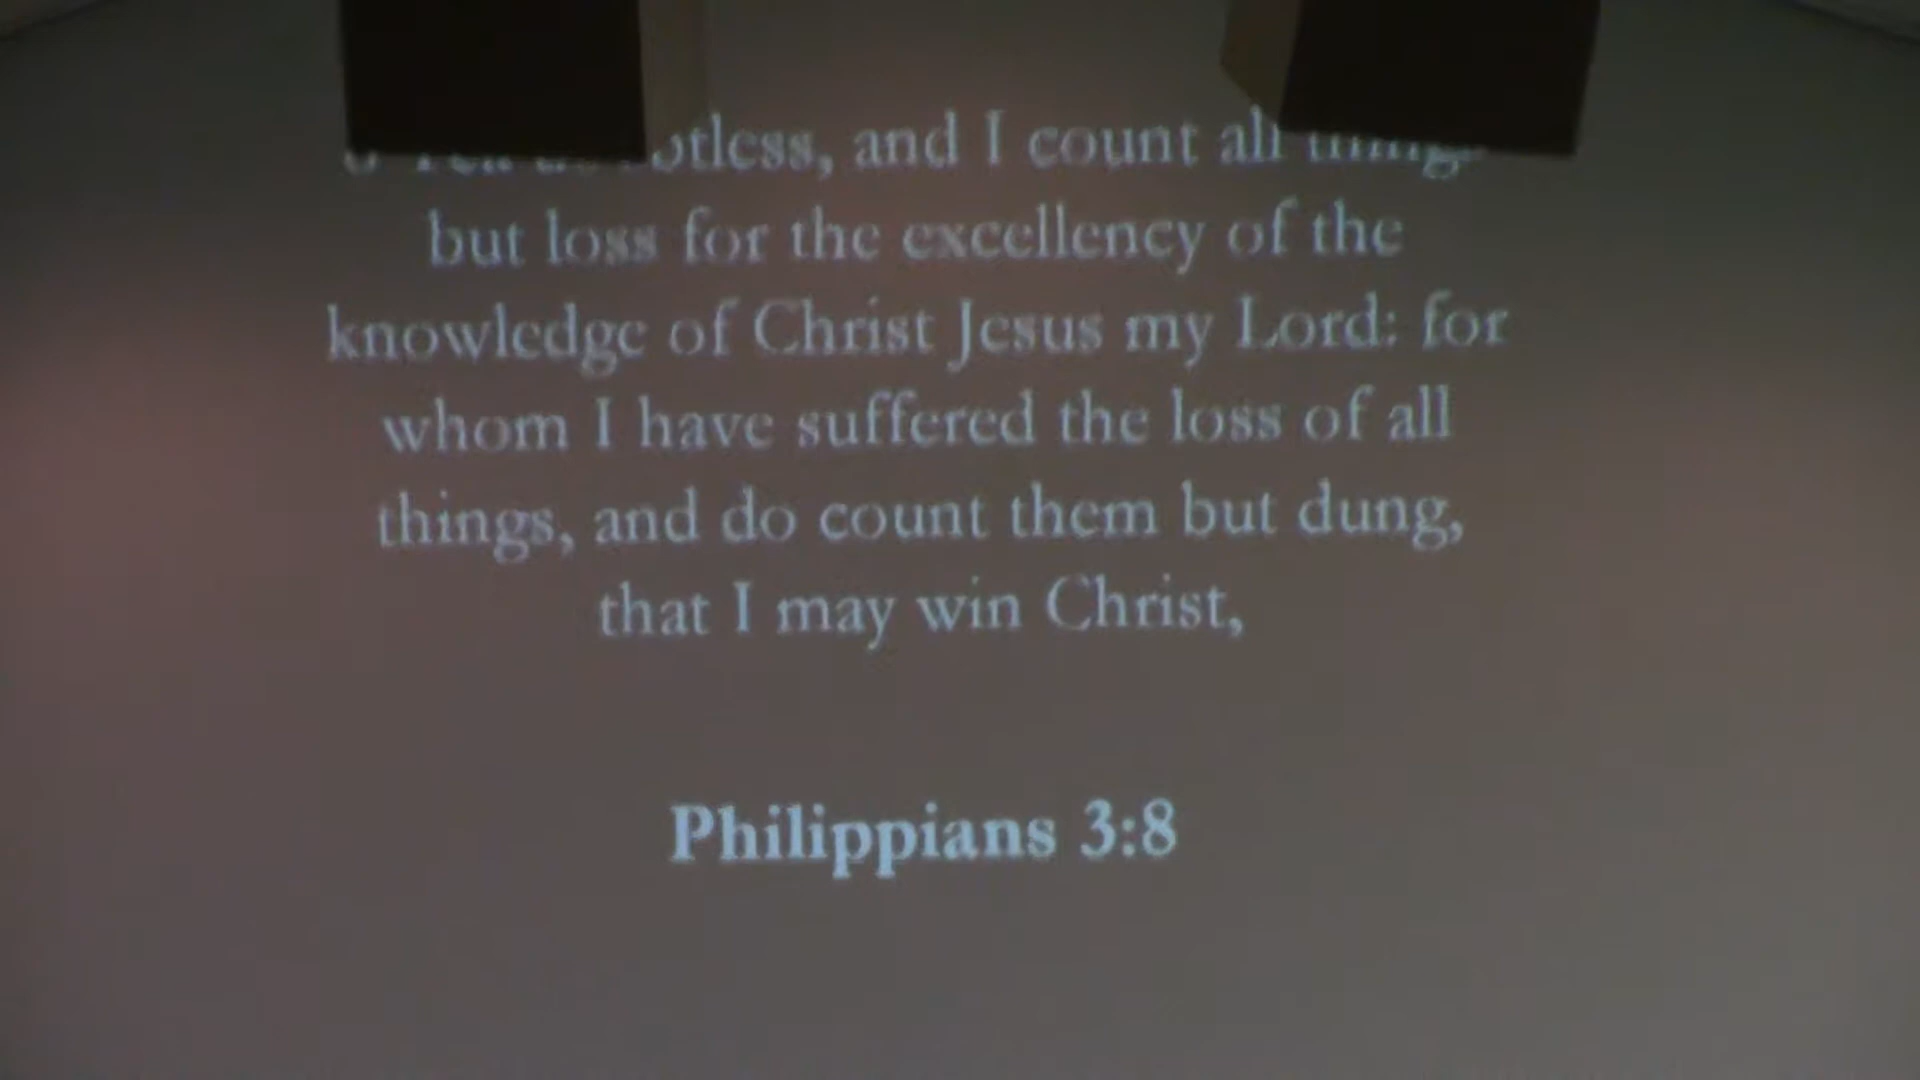 and I count all
but loss for the excellency of the
knowledge of Christ Jesus my Lord: for
whom I have suffered the loss of all
things, and do count them but dung,
that I may win Christ,
Philippians 3:8